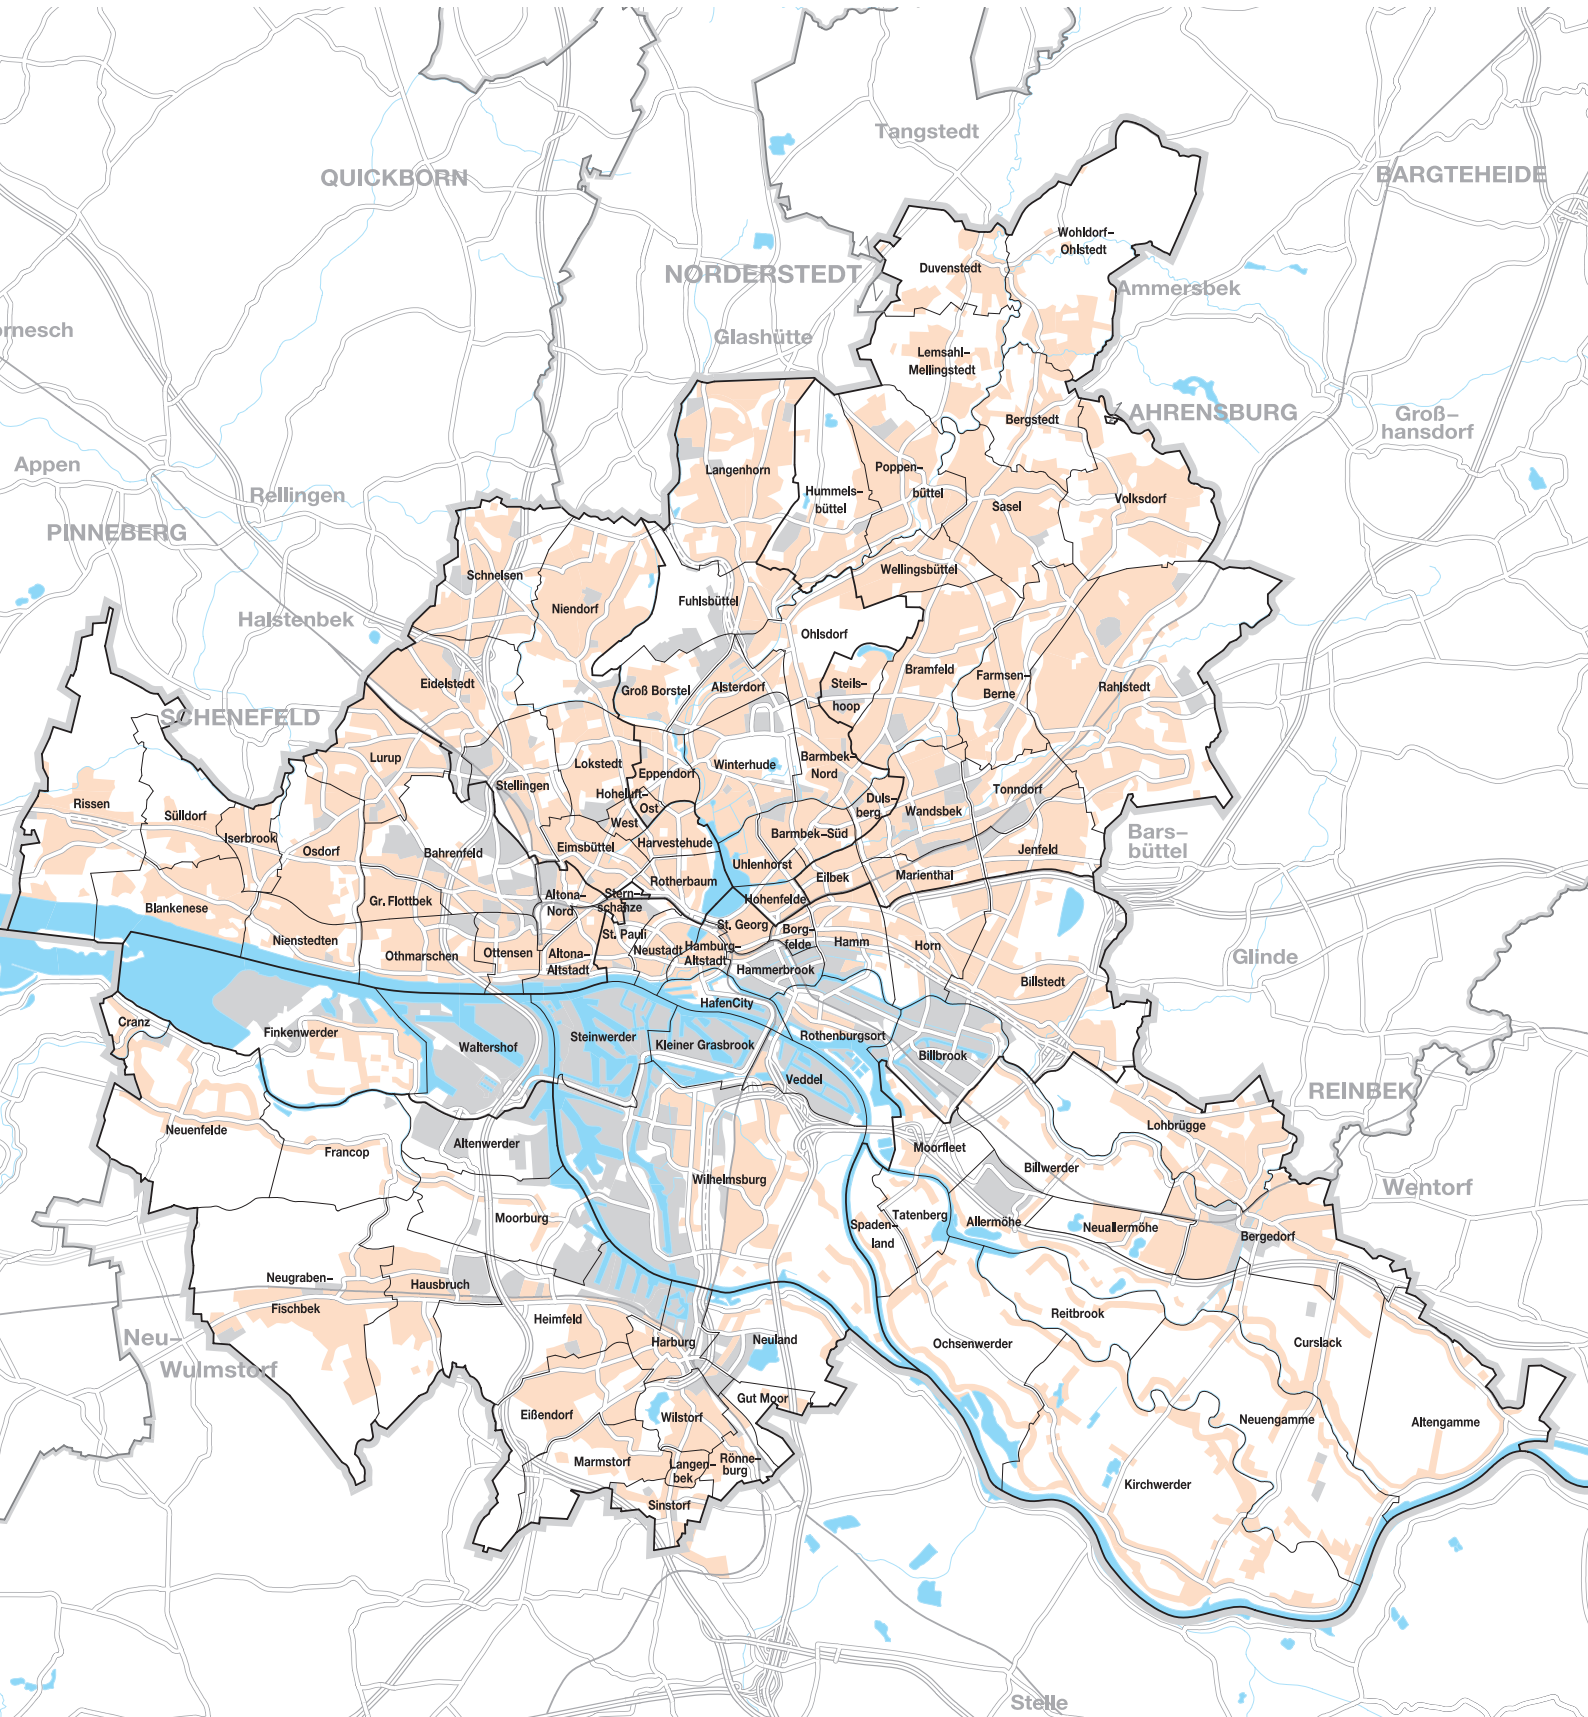 Tangstedt
QUICKBORN
BARGTEHEIDE
Wohldorf–
Ohlstedt
Duvenstedt
NORDERSTEDT
Ammersbek
Glashütte
Lemsahl–
Mellingstedt
AHRENSBURG
Groß–
hansdorf
Bergstedt
Appen
Rellingen
PINNEBERG
Langenhorn
Hummels–
büttel
Poppen–
büttel
Sasel
Volksdorf
Schnelsen
Wellingsbüttel
Niendorf
Fuhlsbüttel
Halstenbek
Ohlsdorf
Eidelstedt
Groß Borstel
Alsterdorf
Steils–
hoop
Bramfeld
Farmsen-
Berne
Rahlstedt
SCHENEFELD
Lurup
Stellingen
Lokstedt
Eppendorf
Winterhude
Barmbek-
Nord
Hoheluft–
Ost
West
Duls–
berg
Wandsbek
Tonndorf
Rissen
Sülldorf
Iserbrook
Osdorf
Bahrenfeld
Eimsbüttel
Harvestehude
Barmbek–Süd
Jenfeld
Bars–
büttel
Uhlenhorst
Eilbek
Marienthal
Rotherbaum
Blankenese
Gr. Flottbek
Altona–
Nord
Stern–
schanze
Hohenfelde
Nienstedten
Othmarschen
Ottensen
Altona–
Altstadt
St. Pauli
Neustadt
Hamburg–
Altstadt
St. Georg
Borg–
felde
Hamm
Horn
Glinde
Hammerbrook
Billstedt
HafenCity
Cranz
Finkenwerder
Waltershof
Steinwerder
Kleiner Grasbrook
Rothenburgsort
Billbrook
Veddel
REINBEK
Neuenfelde
Francop
Altenwerder
Lohbrügge
Moorfleet
Billwerder
Wilhelmsburg
Wentorf
Moorburg
Spaden–
land
Tatenberg
Allermöhe
Neuallermöhe
Bergedorf
Neugraben–
Fischbek
Hausbruch
Heimfeld
Harburg
Neuland
Ochsenwerder
Reitbrook
Curslack
Neu–
Wulmstorf
Gut Moor
Eißendorf
Wilstorf
Neuengamme
Altengamme
Marmstorf
Langen–
bek
Rönne–
burg
Sinstorf
Kirchwerder
Stelle